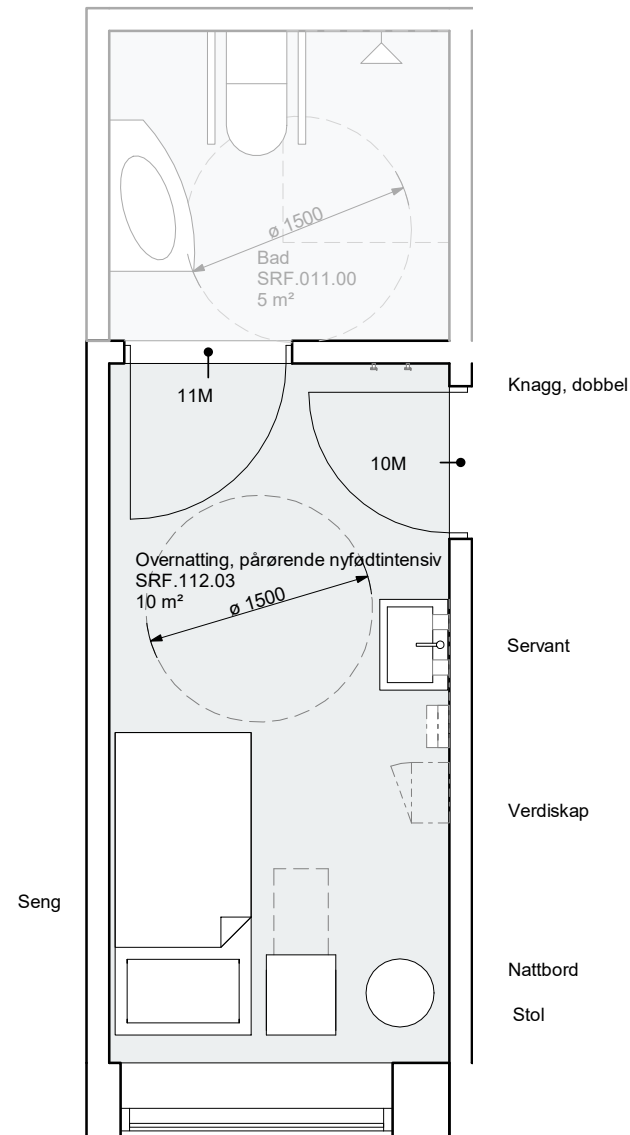 ø 1500
Bad
SRF.011.00
5 m²
Knagg, dobbel
11M
10M
Overnatting, pårørende nyfødtintensiv
SRF.112.03
10 m²
ø 1500
Servant
Verdiskap
Seng
Nattbord
Stol